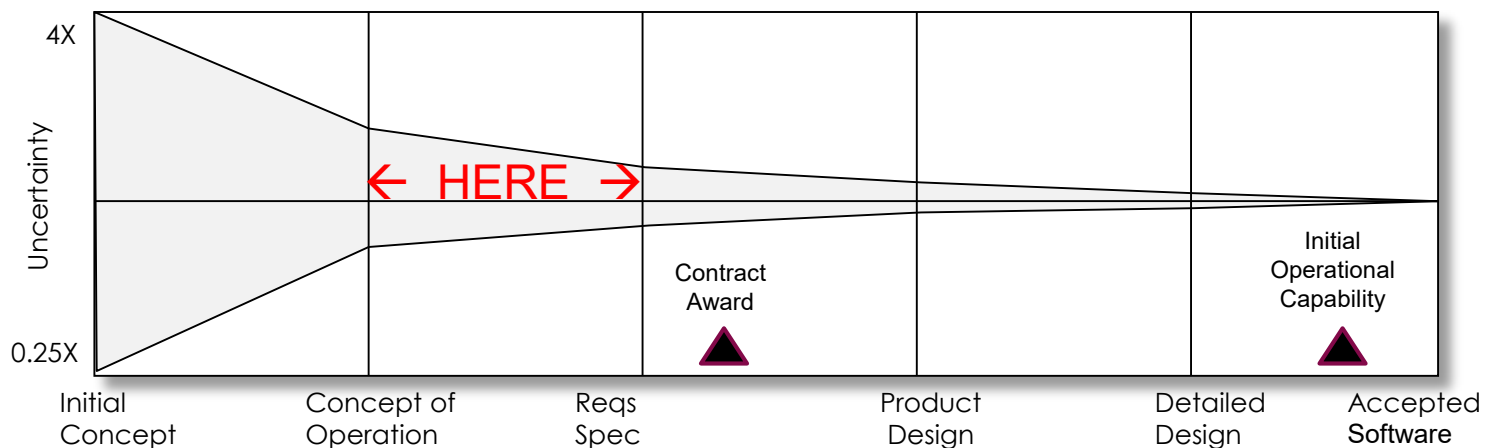 4X
Uncertainty
0.25X
← HERE →
Contract
Award
Initial
Operational
Capability
Initial
Concept
Concept of
Operation
Reqs
Spec
Product
Design
Detailed
Design
Accepted
Software